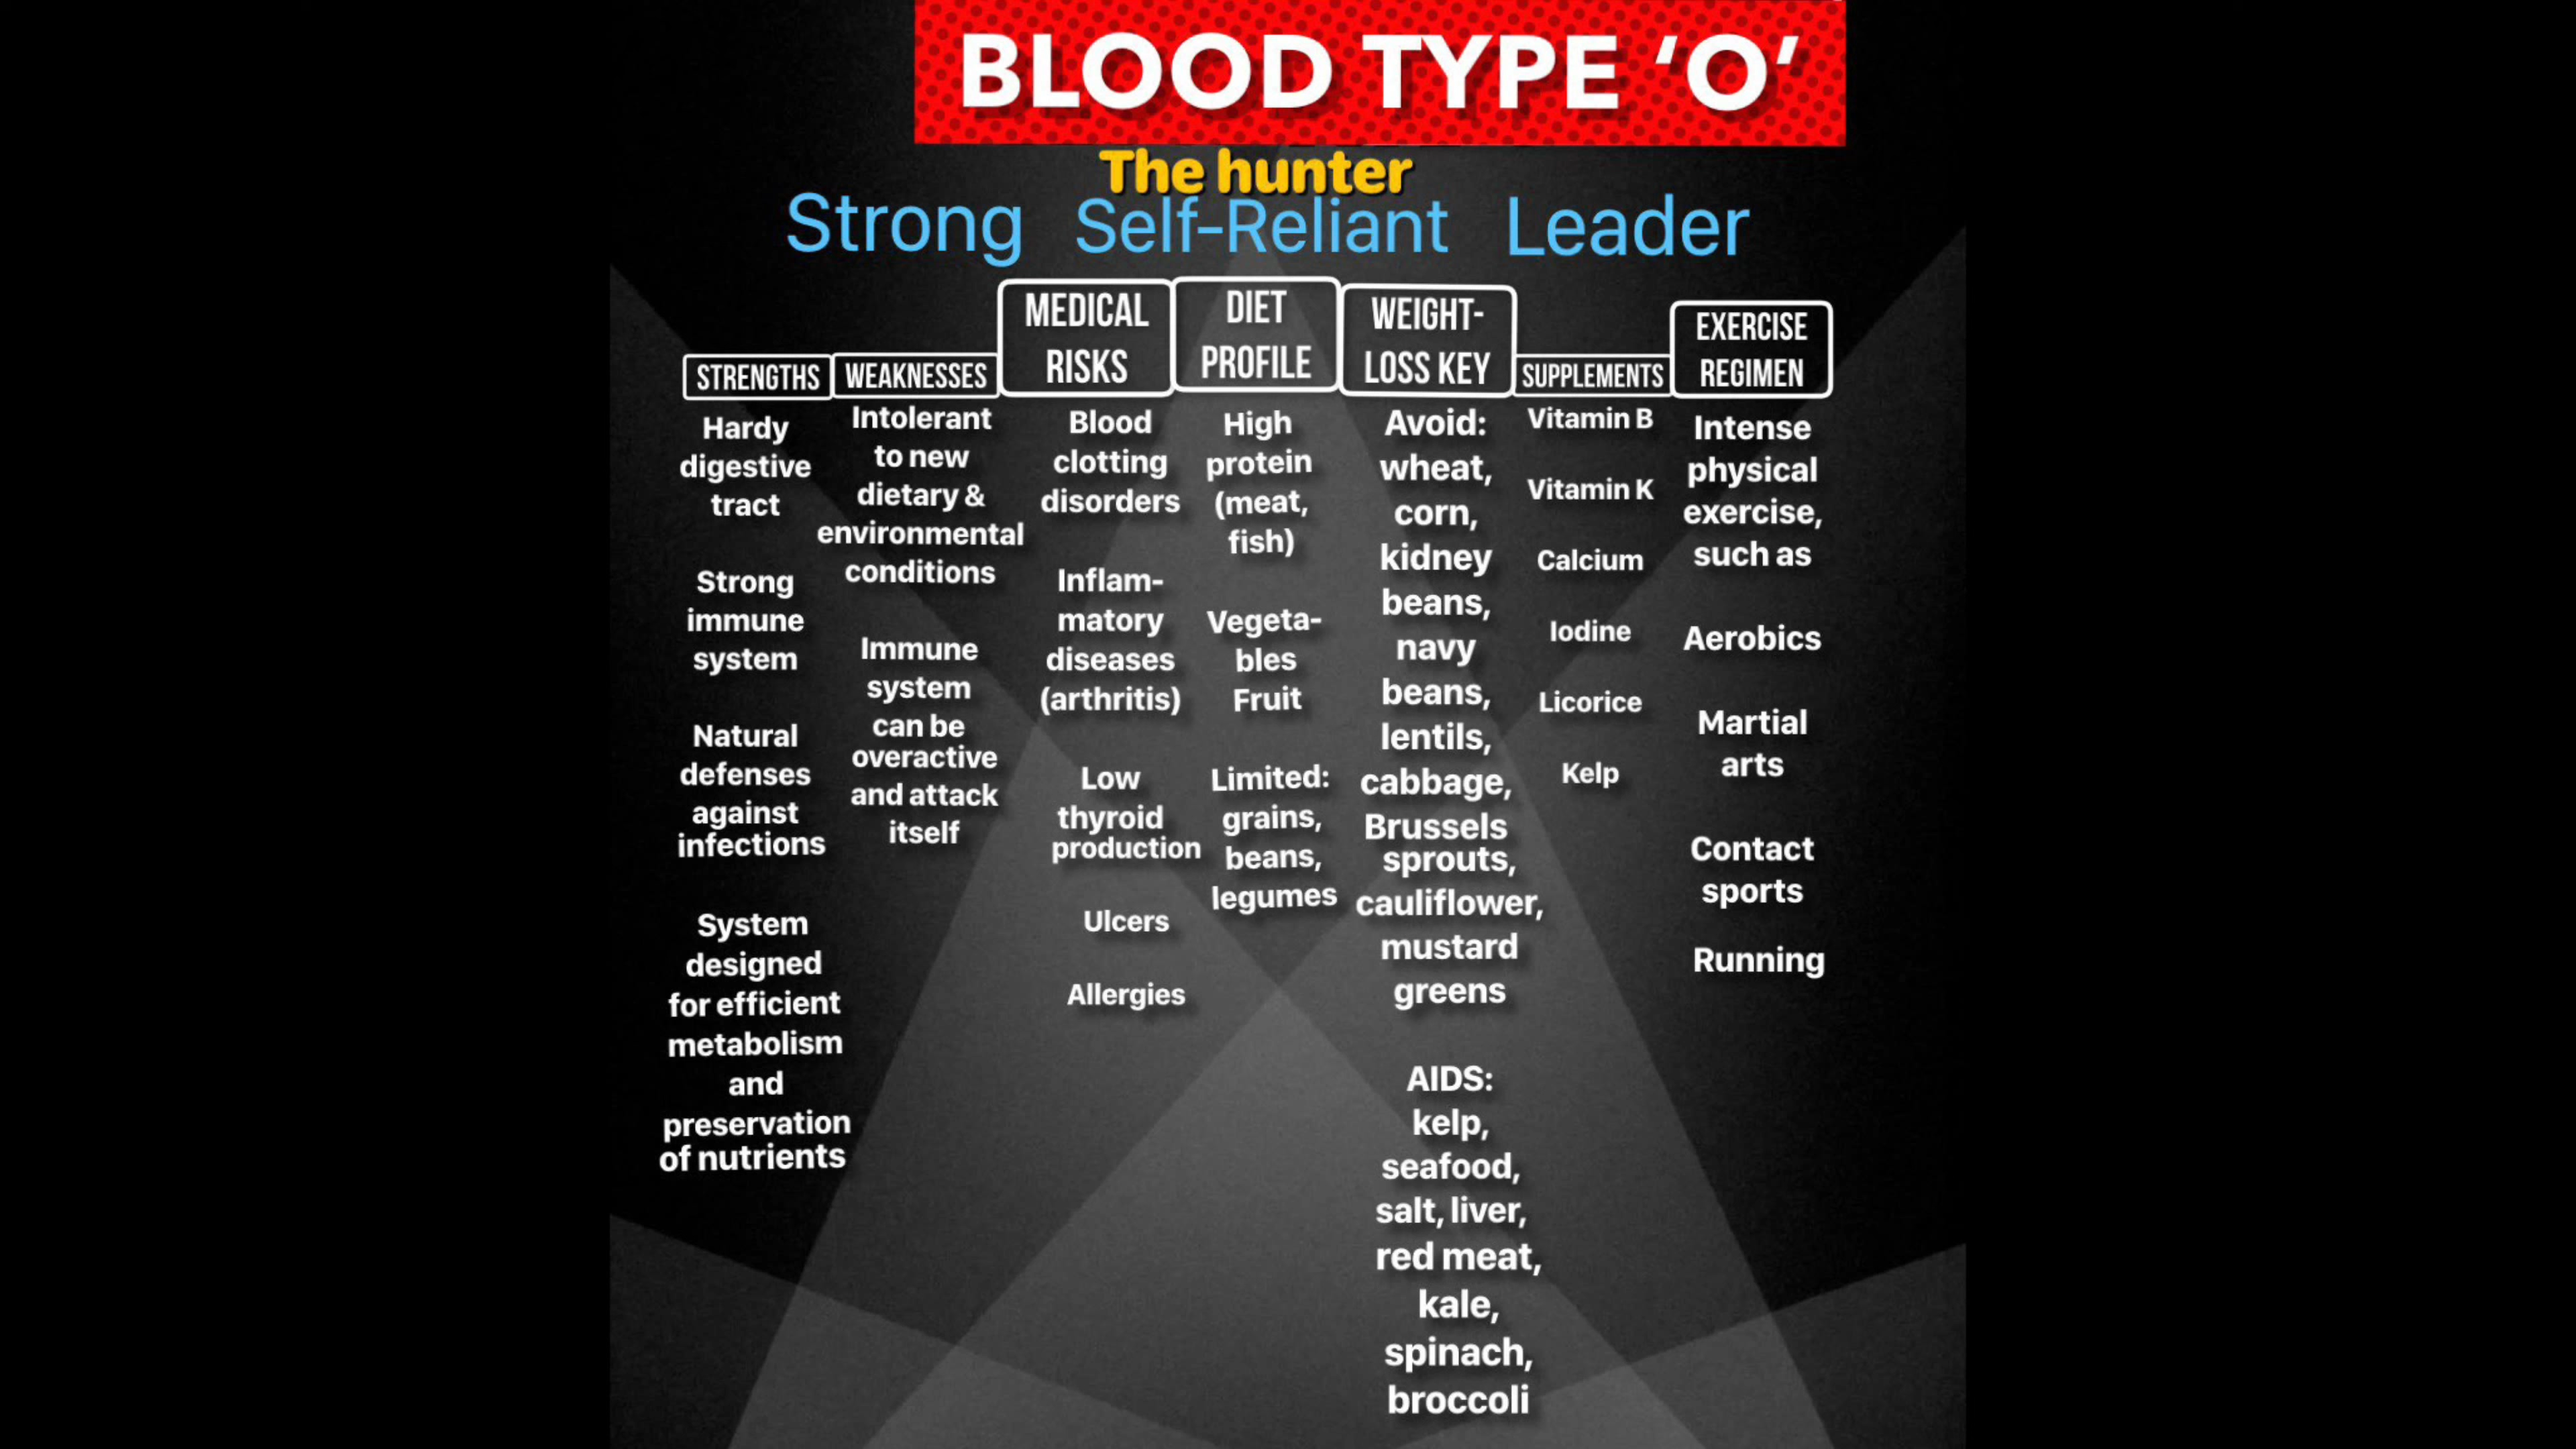 BLOOD TYPE ‘O’
The hunter
Strong Self-Reliant Leader
STRENGTHS
Hardy
digestive
tract
Strong
immune
system
Natural
defenses
against
infections
System
designed
for efficient
metabolism
and
preservation
of nutrients
WEAKNESSES
Intolerant
to new
dietary &
environmental
conditions
Immune
system
can be
overactive
and attack
itself
MEDICAL
RISKS
Blood
clotting
disorders
Inflam-
matory
diseases
(arthritis)
Low
thyroid
production
Ulcers
Allergies
DIET
PROFILE
High
protein
(meat,
fish)
Vegeta-
bles
Fruit
Limited:
grains,
beans,
legumes
WEIGHT-
LOSS KEY
Avoid:
wheat,
corn,
kidney
beans,
navy
beans,
lentils,
cabbage,
Brussels
sprouts,
cauliflower,
mustard
greens
AIDS:
kelp,
seafood,
salt, liver,
red meat,
kale,
spinach,
broccoli
SUPPLEMENTS
Vitamin B
Vitamin K
Calcium
Iodine
Licorice
Kelp
EXERCISE
REGIMEN
Intense
physical
exercise,
such as
Aerobics
Martial
arts
Contact
sports
Running